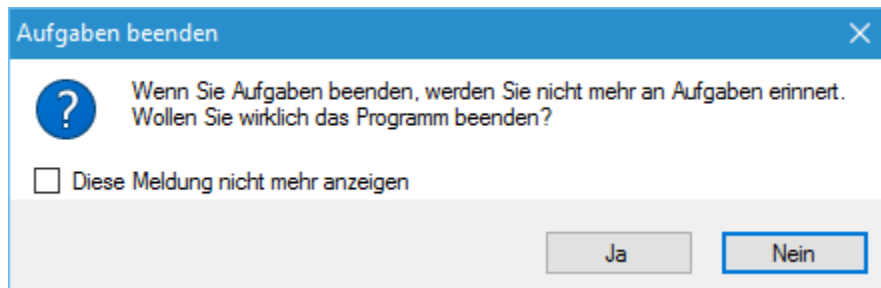 Aufgaben beenden
Wenn Sie Aufgaben beenden, werden Sie nicht mehr an Aufgaben erinnert.
Wollen Sie wirklich das Programm beenden?
Diese Meldung nicht mehr anzeigen
Ja
Nein